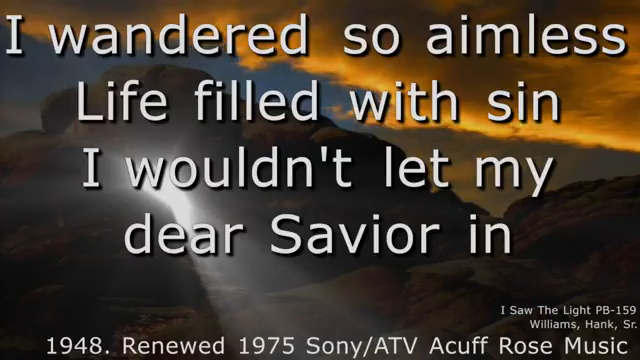 I wandered so aimless
Life filled with sin
I wouldn't let my
dear Savior in
I Saw The Light PB-159
Williams, Hank, Sr.
1948. Renewed 1975 Sony/ATV Acuff Rose Music